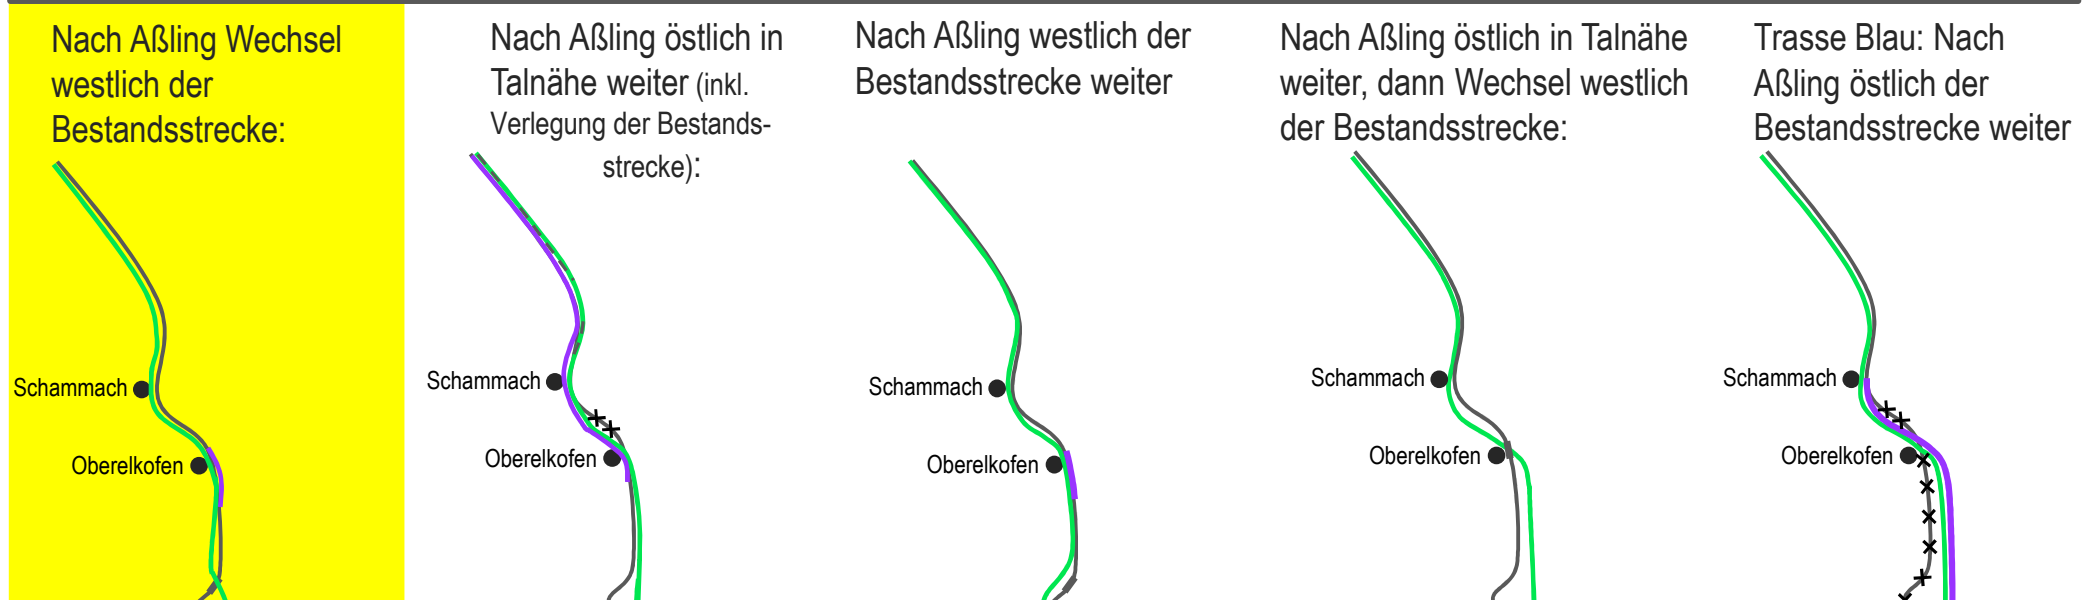 Nach Aßling Wechsel
westlich der
Bestandsstrecke:
Schammach
Oberelkofen
Nach Aßling östlich in
Talnähe weiter (inkl.
Verlegung der Bestands-
strecke):
Schammach
Oberelkofen
Nach Aßling westlich der
Bestandsstrecke weiter
Schammach
Oberelkofen
Nach Aßling östlich in Talnähe
weiter, dann Wechsel westlich
der Bestandsstrecke:
Schammach
Oberelkofen
Trasse Blau: Nach
Aßling östlich der
Bestandsstrecke weiter
Schammach
Oberelkofen